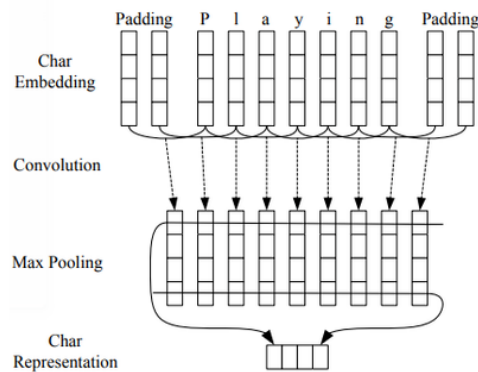 Padding P l a y i n g Padding
Char
Embedding
Convolution
Max Pooling
Char
Representation